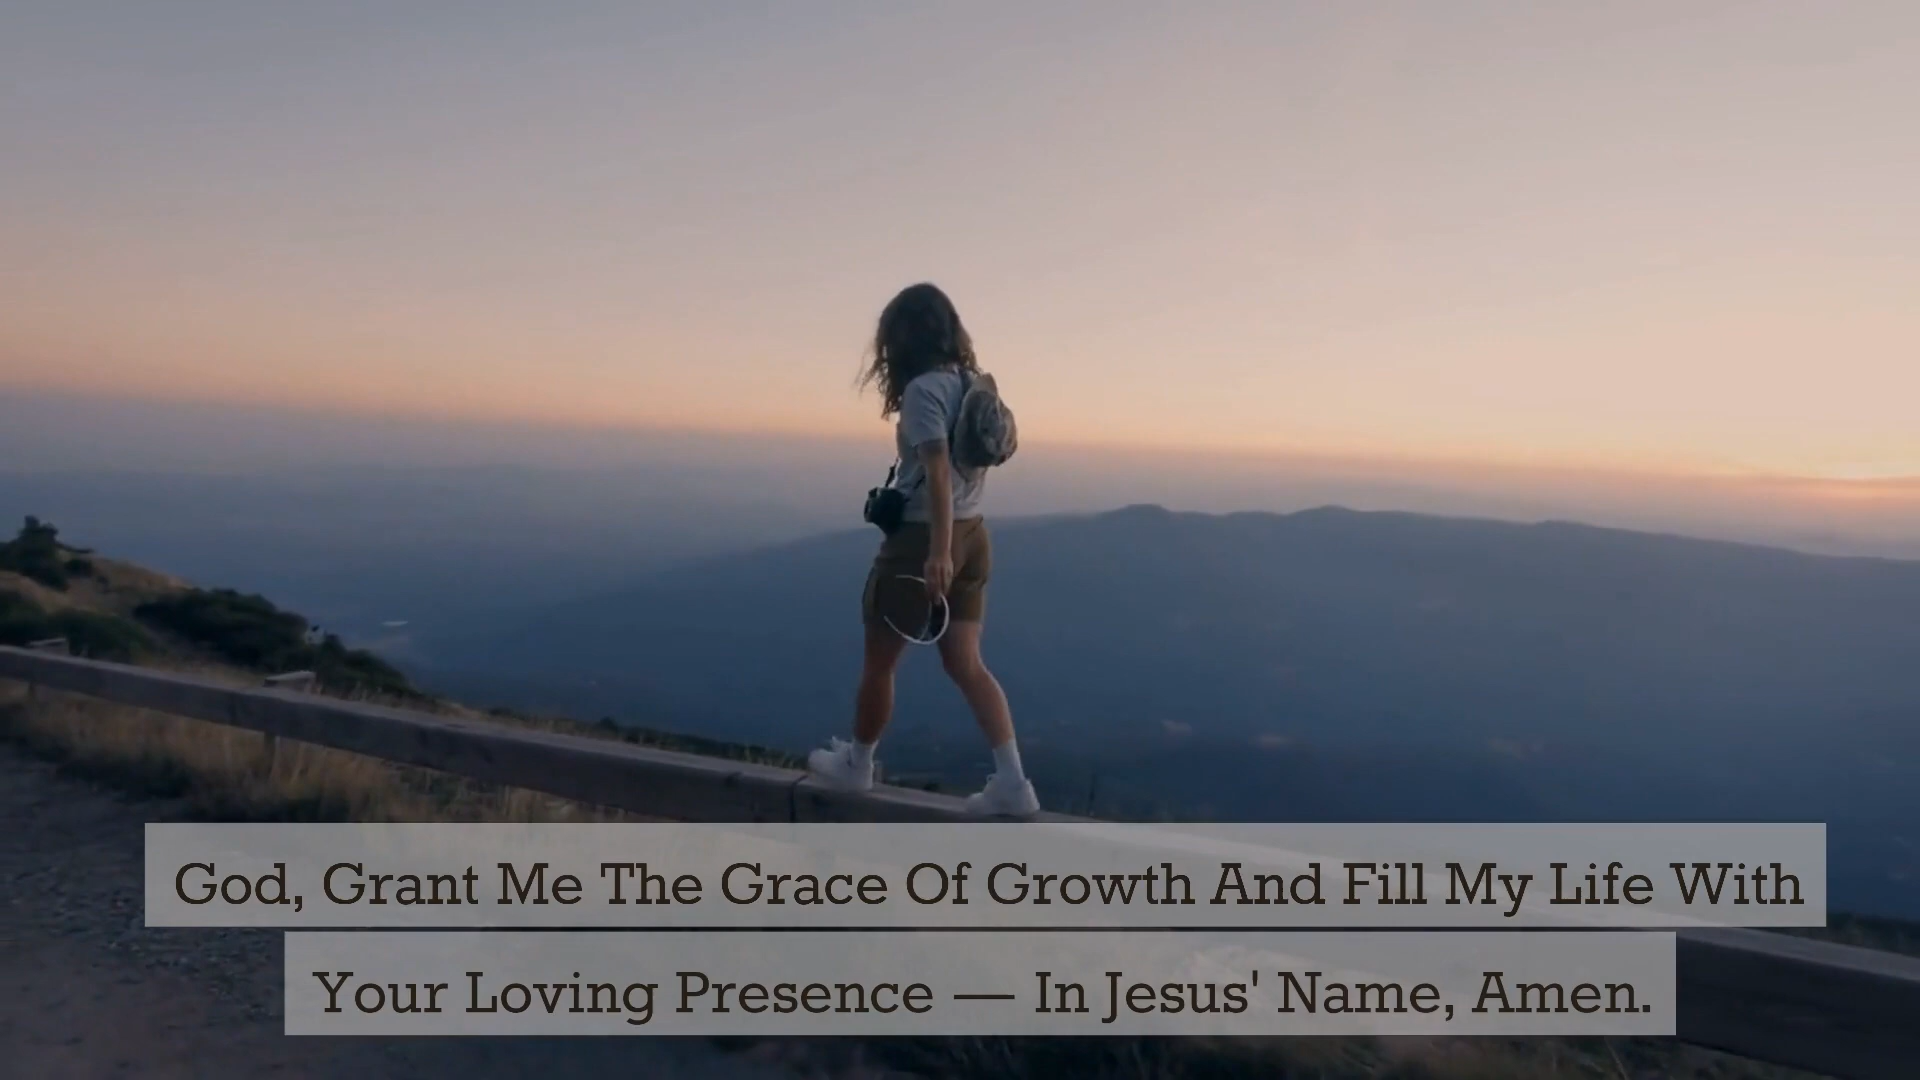 God, Grant Me The Grace Of Growth And Fill My Life With
Your Loving Presence — In Jesus' Name, Amen.